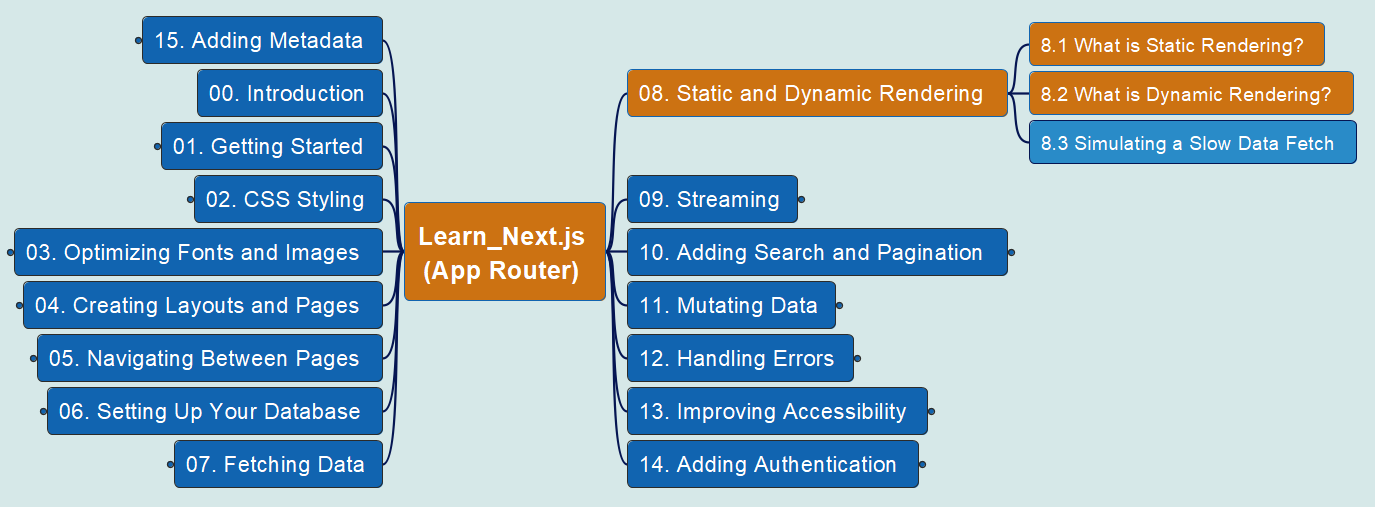 15. Adding Metadata
00. Introduction
01. Getting Started
02. CSS Styling
03. Optimizing Fonts and Images
04. Creating Layouts and Pages
05. Navigating Between Pages
06. Setting Up Your Database
07. Fetching Data
Learn_Next.js
(App Router)
08. Static and Dynamic Rendering
8.1 What is Static Rendering?
8.2 What is Dynamic Rendering?
8.3 Simulating a Slow Data Fetch
09. Streaming
10. Adding Search and Pagination
11. Mutating Data
12. Handling Errors
13. Improving Accessibility
14. Adding Authentication